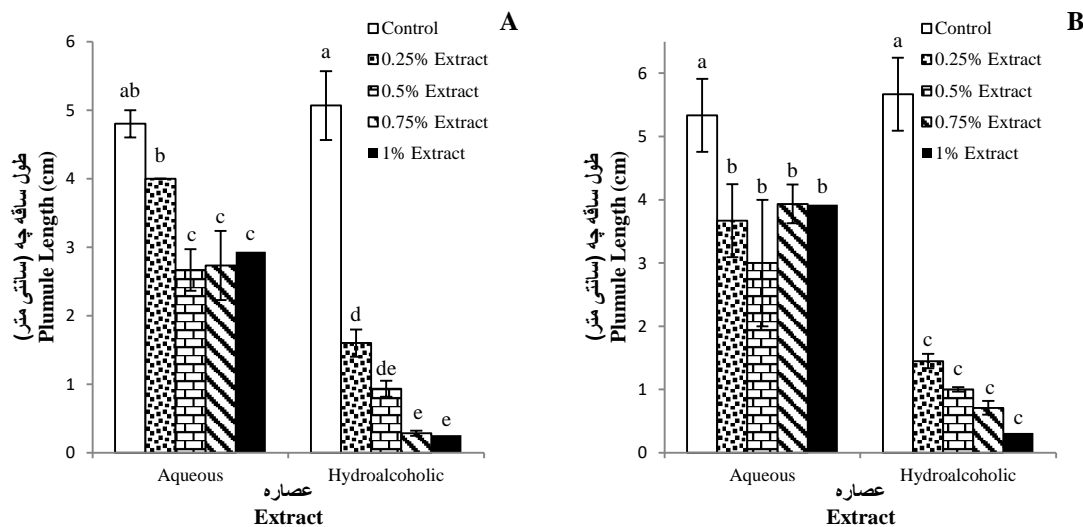 A
Control
0.25% Extract
0.5% Extract
0.75% Extract
1% Extract
6
5
4
3
2
1
0
ab
b
c
c
c
a
d
de
e
e
طول ساقه چه (سانتی متر)
Plumule Length (cm)
Aqueous
Hydroalcoholic
عصاره
Extract
B
Control
0.25% Extract
0.5% Extract
0.75% Extract
1% Extract
6
5
4
3
2
1
0
a
b
b
b
b
a
c
c
c
c
طول ساقه چه (سانتی متر)
Plumule Length (cm)
Aqueous
Hydroalcoholic
عصاره
Extract